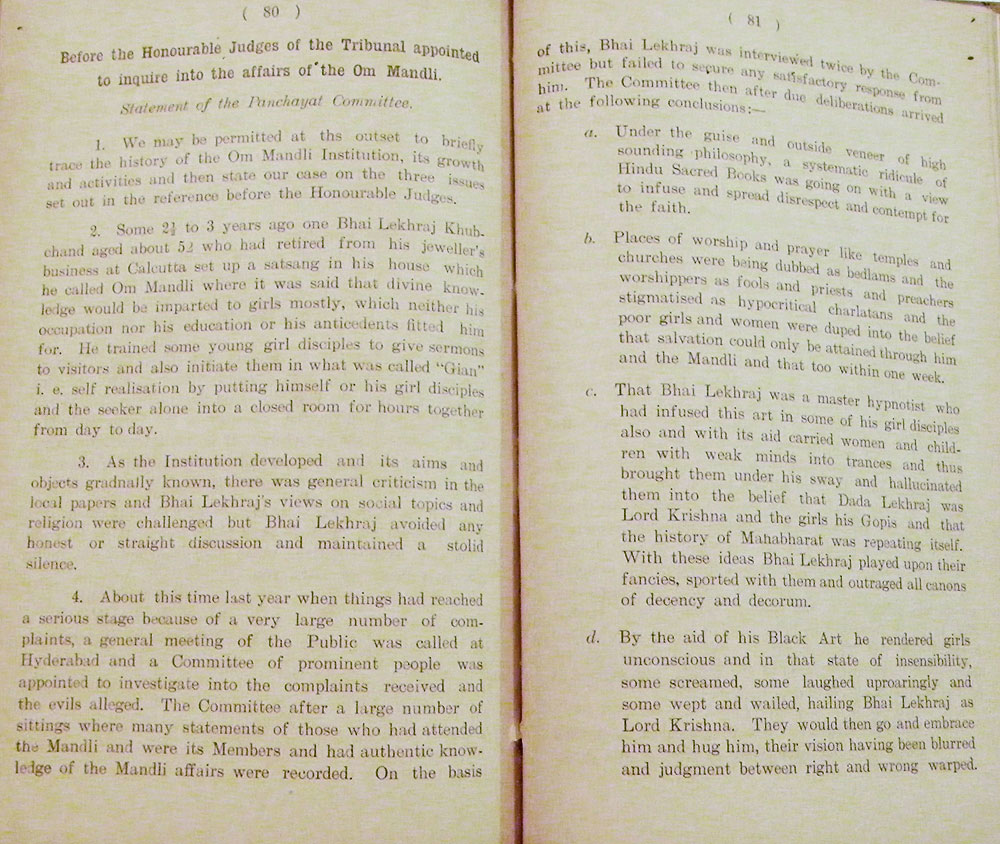 ( 80 )
Before the Honourable Judges of the Tribunal appointed
to inquire into the affairs of the Om Mandli.
Statement of the Panchayat Committee.
1. We may be permitted at ths outset to briefly
trace the history of the Om Mandli Institution, its growth
and activities and then state our case on the three issues
set out in the reference before the Honourable Judges.
2. Some 2½ to 3 years ago one Bhai Lekhraj Khub-
chand aged about 52 who had retired from his jeweller's
business at Calcutta set up a satsang in his house which
he called Om Mandli where it was said that divine know-
ledge would be imparted to girls mostly, which neither his
occupation nor his education or his anticedents fitted him
for. He trained some young girl disciples to give sermons
to visitors and also initiate them in what was called "Gian"
i. e. self realisation by putting himself or his girl disciples
and the seeker alone into a closed room for hours together
from day to day.
3. As the Institution developed and its aims and
objects gradnally known, there was general criticism in the
local papers and Bhai Lekhraj's views on social topics and
religion were challenged but Bhai Lekhraj avoided any
honest or straight discussion and maintained a stolid
silence.
4. About this time last year when things had reached
a serious stage because of a very large number of com-
plaints, a general meeting of the Public was called at
Hyderabad and a Committee of prominent people was
appointed to investigate into the complaints received and
the evils alleged. The Committee after a large number of
sittings where many statements of those who had attended
the Mandli and were its Members and had authentic know-
ledge of the Mandli affairs were recorded. On the basis
( 81 )
of this, Bhai Lekhraj was interviewed twice by the Com-
mittee but failed to secure any satisfactory response from
him. The Committee then after due deliberations arrived
at the following conclusions:—
a. Under the guise and outside veneer of high
sounding philosophy, a systematic ridicule of
Hindu Sacred Books was going on with a view
to infuse and spread disrespect and contempt for
the faith.
b. Places of worship and prayer like temples and
churches were being dubbed as bedlams and the
worshippers as fools and priests and preachers
stigmatised as hypocritical charlatans and the
poor girls and women were duped into the belief
that salvation could only be attained through him
and the Mandli and that too within one week.
c. That Bhai Lekhraj was a master hypnotist who
had infused this art in some of his girl disciples
also and with its aid carried women and child-
ren with weak minds into trances and thus
brought them under his sway and hallucinated
them into the belief that Dada Lekhraj was
Lord Krishna and the girls his Gopis and that
the history of Mahabharat was repeating itself.
With these ideas Bhai Lekhraj played upon their
fancies, sported with them and outraged all canons
of decency and decorum.
d. By the aid of his Black Art he rendered girls
unconscious and in that state of insensibility,
some screamed, some laughed uproaringly and
some wept and wailed, hailing Bhai Lekhraj as
Lord Krishna. They would then go and embrace
him and hug him, their vision having been blurred
and judgment between right and wrong warped.